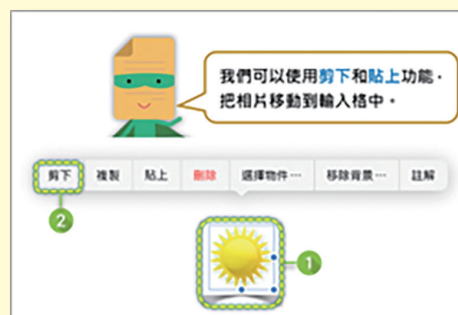 我們可以使用剪下和貼上功能，
把相片移動到輸入格中。
剪下 複製 貼上 刪除 選擇物件… 移除背景… 註解
2
1